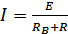 I = E / (R_B + R)